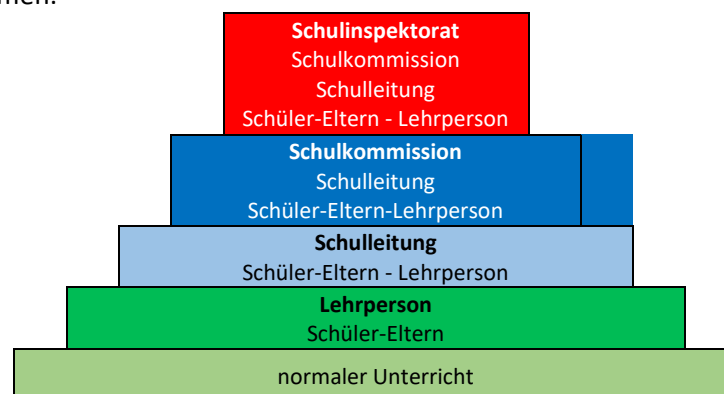 Schulinspektorat
Schulkommission
Schulleitung
Schüler-Eltern - Lehrperson
Schulkommission
Schulleitung
Schüler-Eltern-Lehrperson
Schulleitung
Schüler-Eltern - Lehrperson
Lehrperson
Schüler-Eltern
normaler Unterricht